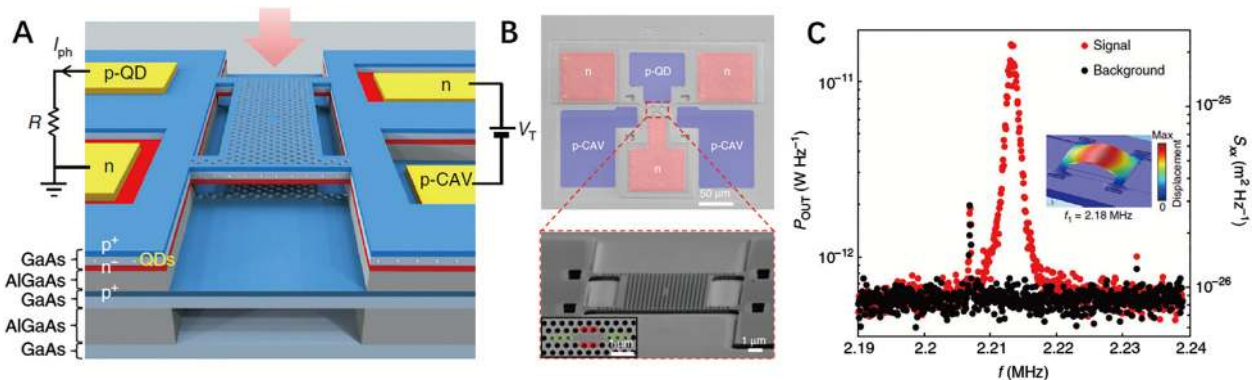 A
I_ph
p-QD
R
n
n
V_T
p-CAV
p⁺
GaAs
QDs
n⁻
AlGaAs
p⁺
GaAs
AlGaAs
GaAs
B
n
p-QD
n
p-CAV
p-CAV
n
50 μm
1 μm
1 μm
C
Signal
Background
P_OUT (W Hz⁻¹)
10⁻¹¹
10⁻¹²
S_xx (m² Hz⁻¹)
10⁻²⁵
10⁻²⁶
Max
Displacement
0
f₁ = 2.18 MHz
2.19
2.2
2.21
2.22
2.23
2.24
f (MHz)